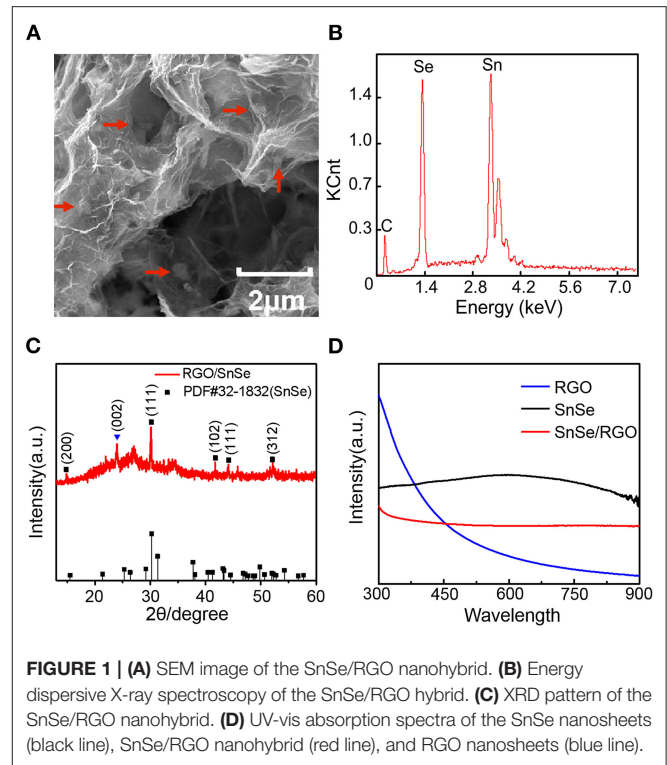 A
2μm
B
Se
Sn
C
KCnt
1.4
1.0
0.7
0.3
0
1.4
2.8
4.2
5.6
7.0
Energy (keV)
C
RGO/SnSe
PDF#32-1832(SnSe)
(200)
(002)
(111)
(102)
(111)
(312)
Intensity(a.u.)
20
30
40
50
60
2θ/degree
D
RGO
SnSe
SnSe/RGO
Intensity(a.u.)
300
450
600
750
900
Wavelength
FIGURE 1 | (A) SEM image of the SnSe/RGO nanohybrid. (B) Energy
dispersive X-ray spectroscopy of the SnSe/RGO hybrid. (C) XRD pattern of the
SnSe/RGO nanohybrid. (D) UV-vis absorption spectra of the SnSe nanosheets
(black line), SnSe/RGO nanohybrid (red line), and RGO nanosheets (blue line).